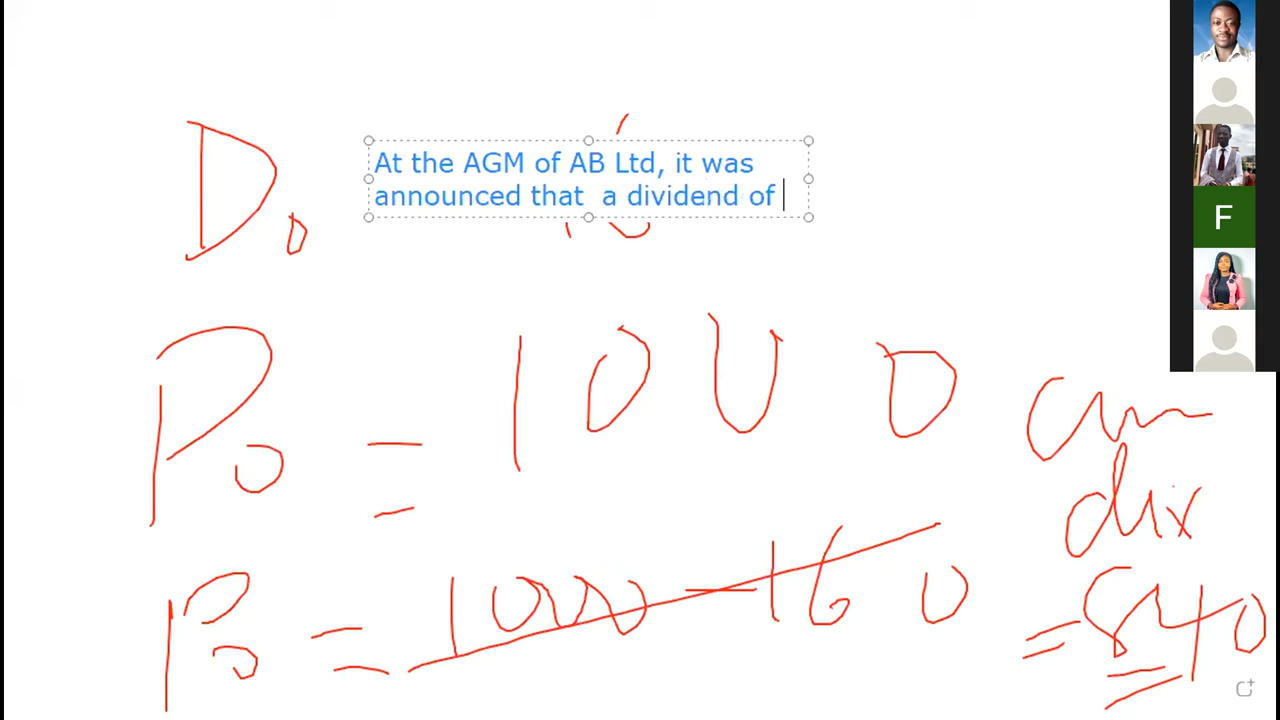 D₀
At the AGM of AB Ltd, it was
announced that a dividend of
P₀ = 1000 cum
div
P₀ = 1000 - 160 = 840
F